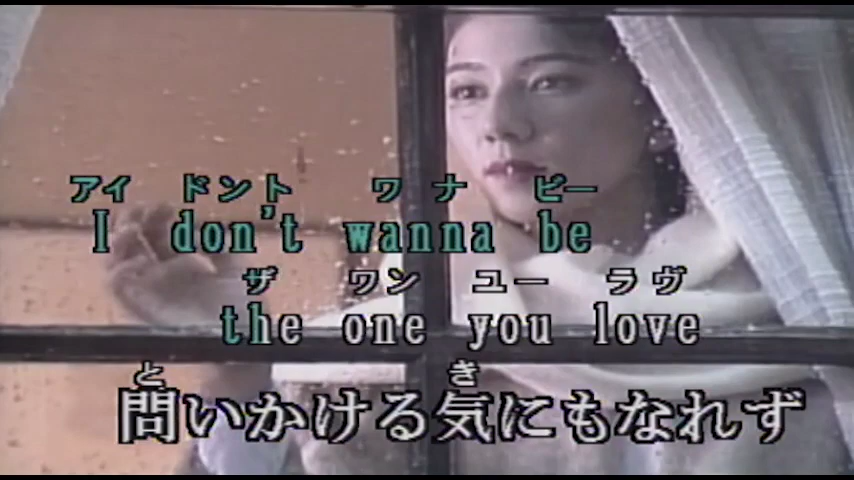 アイ ドント ワナ ビー
I don't wanna be
ザ ワン ユー ラヴ
the one you love
と き
問いかける気にもなれず